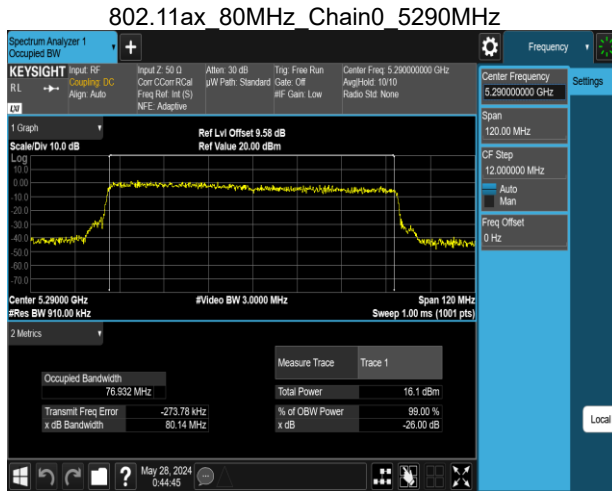 802.11ax_80MHz_Chain0_5290MHz
Spectrum Analyzer 1
Occupied BW
Frequency
KEYSIGHT
RL
LXI
Input: RF
Coupling: DC
Align: Auto
Input Z: 50 Ω
Corr CCorr RCal
Freq Ref: Int (S)
NFE: Adaptive
Atten: 30 dB
µW Path: Standard
Trig: Free Run
Gate: Off
#IF Gain: Low
Center Freq: 5.290000000 GHz
Avg|Hold: 10/10
Radio Std: None
Center Frequency
5.290000000 GHz
Settings
Span
120.00 MHz
CF Step
12.000000 MHz
Auto
Man
Freq Offset
0 Hz
Local
1 Graph
Scale/Div 10.0 dB
Ref Lvl Offset 9.58 dB
Ref Value 20.00 dBm
Log
10.0
0.00
-10.0
-20.0
-30.0
-40.0
-50.0
-60.0
-70.0
Center 5.29000 GHz
#Res BW 910.00 kHz
#Video BW 3.0000 MHz
Span 120 MHz
Sweep 1.00 ms (1001 pts)
2 Metrics
Measure Trace Trace 1
Occupied Bandwidth
76.932 MHz
Total Power 16.1 dBm
Transmit Freq Error -273.78 kHz
% of OBW Power 99.00 %
x dB Bandwidth 80.14 MHz
x dB -26.00 dB
May 28, 2024
0:44:45